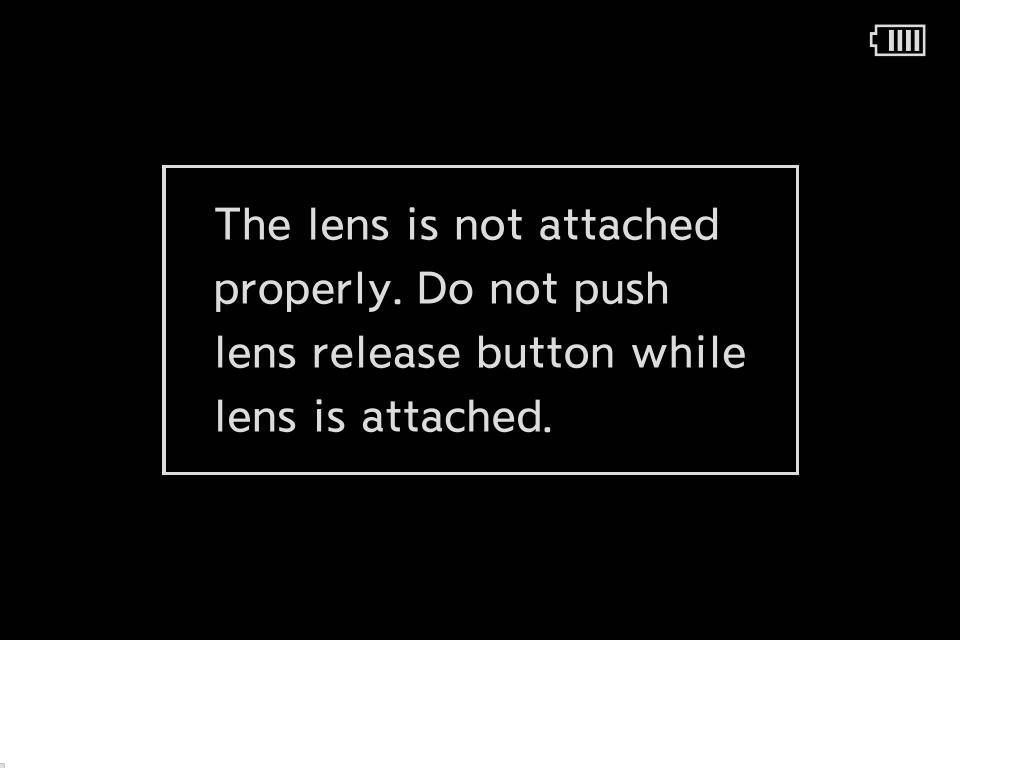 The lens is not attached
properly. Do not push
lens release button while
lens is attached.